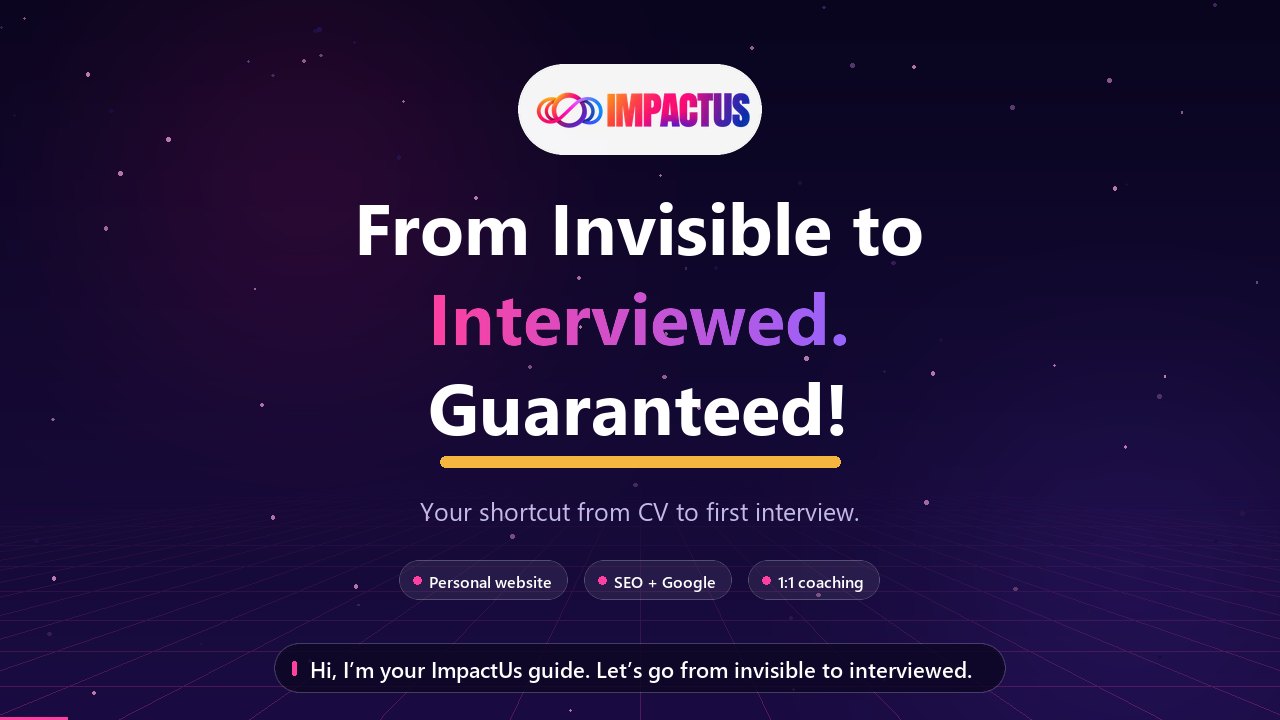 IMPACTUS
From Invisible to
Interviewed.
Guaranteed!
Your shortcut from CV to first interview.
Personal website
SEO + Google
1:1 coaching
Hi, I’m your ImpactUs guide. Let’s go from invisible to interviewed.